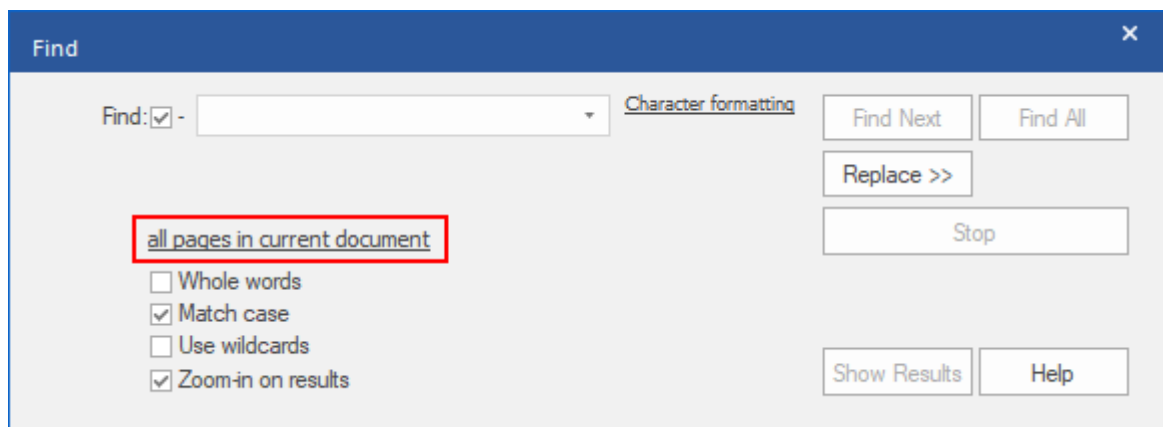 Find
Find: - Character formatting Find Next Find All
Replace >>
all pages in current document Stop
Whole words
Match case
Use wildcards
Zoom-in on results Show Results Help